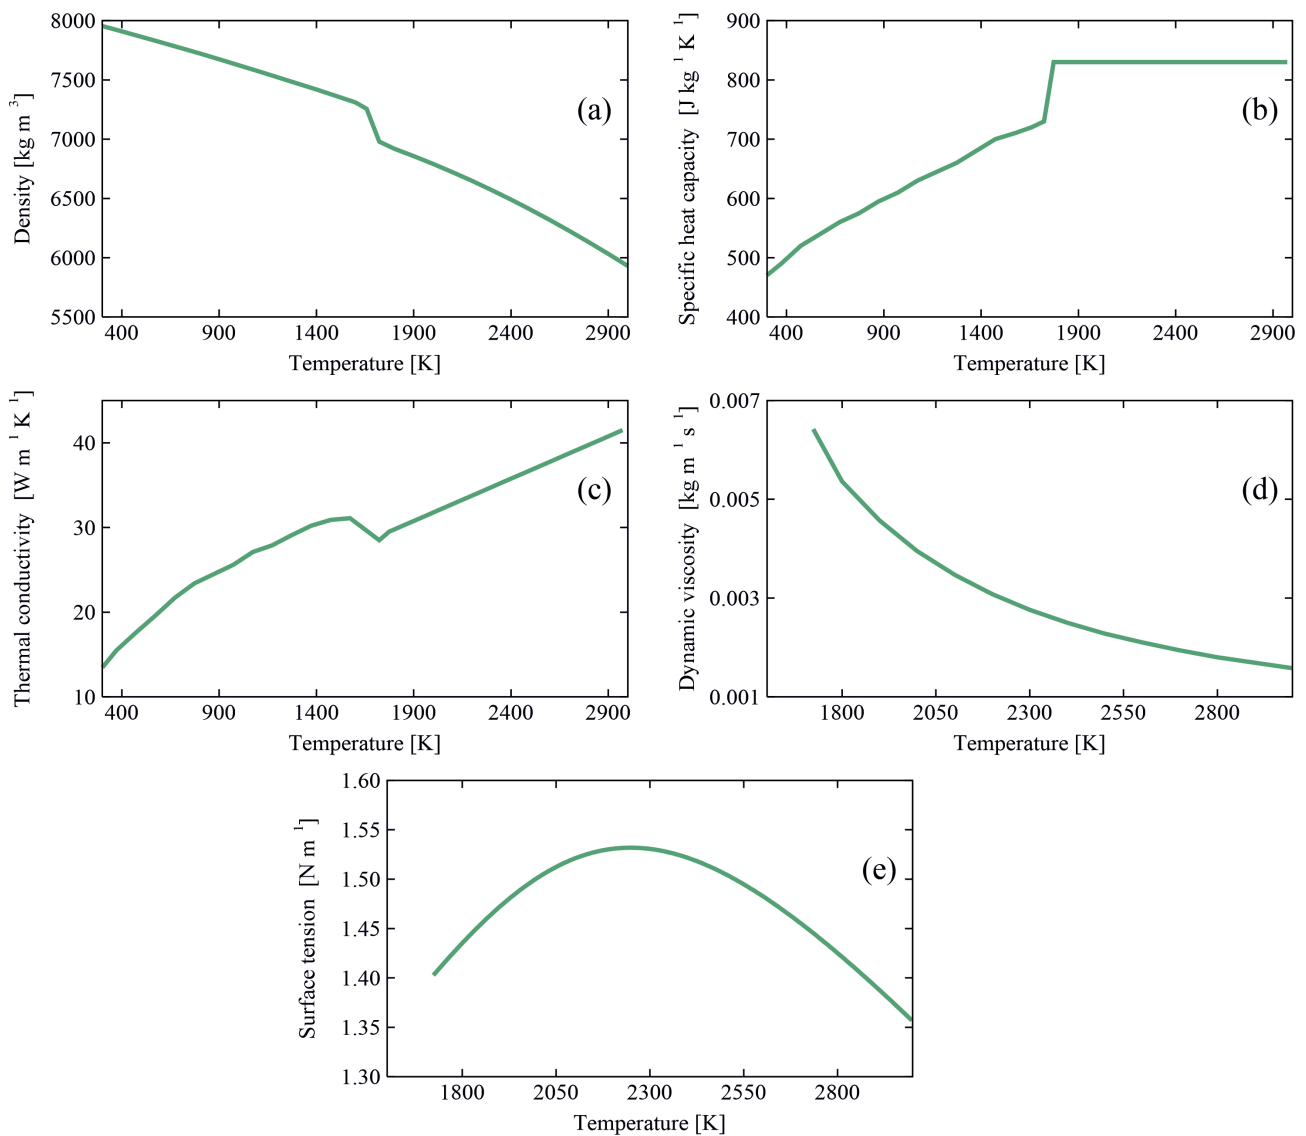 8000
7500
7000
6500
6000
5500
400 900 1400 1900 2400 2900
Temperature [K]
Density [kg m 3]
(a)
900
800
700
600
500
400
400 900 1400 1900 2400 2900
Temperature [K]
Specific heat capacity [J kg 1 K 1]
(b)
40
30
20
10
400 900 1400 1900 2400 2900
Temperature [K]
Thermal conductivity [W m 1 K 1]
(c)
0.007
0.005
0.003
0.001
1800 2050 2300 2550 2800
Temperature [K]
Dynamic viscosity [kg m 1 s 1]
(d)
1.60
1.55
1.50
1.45
1.40
1.35
1.30
1800 2050 2300 2550 2800
Temperature [K]
Surface tension [N m 1]
(e)